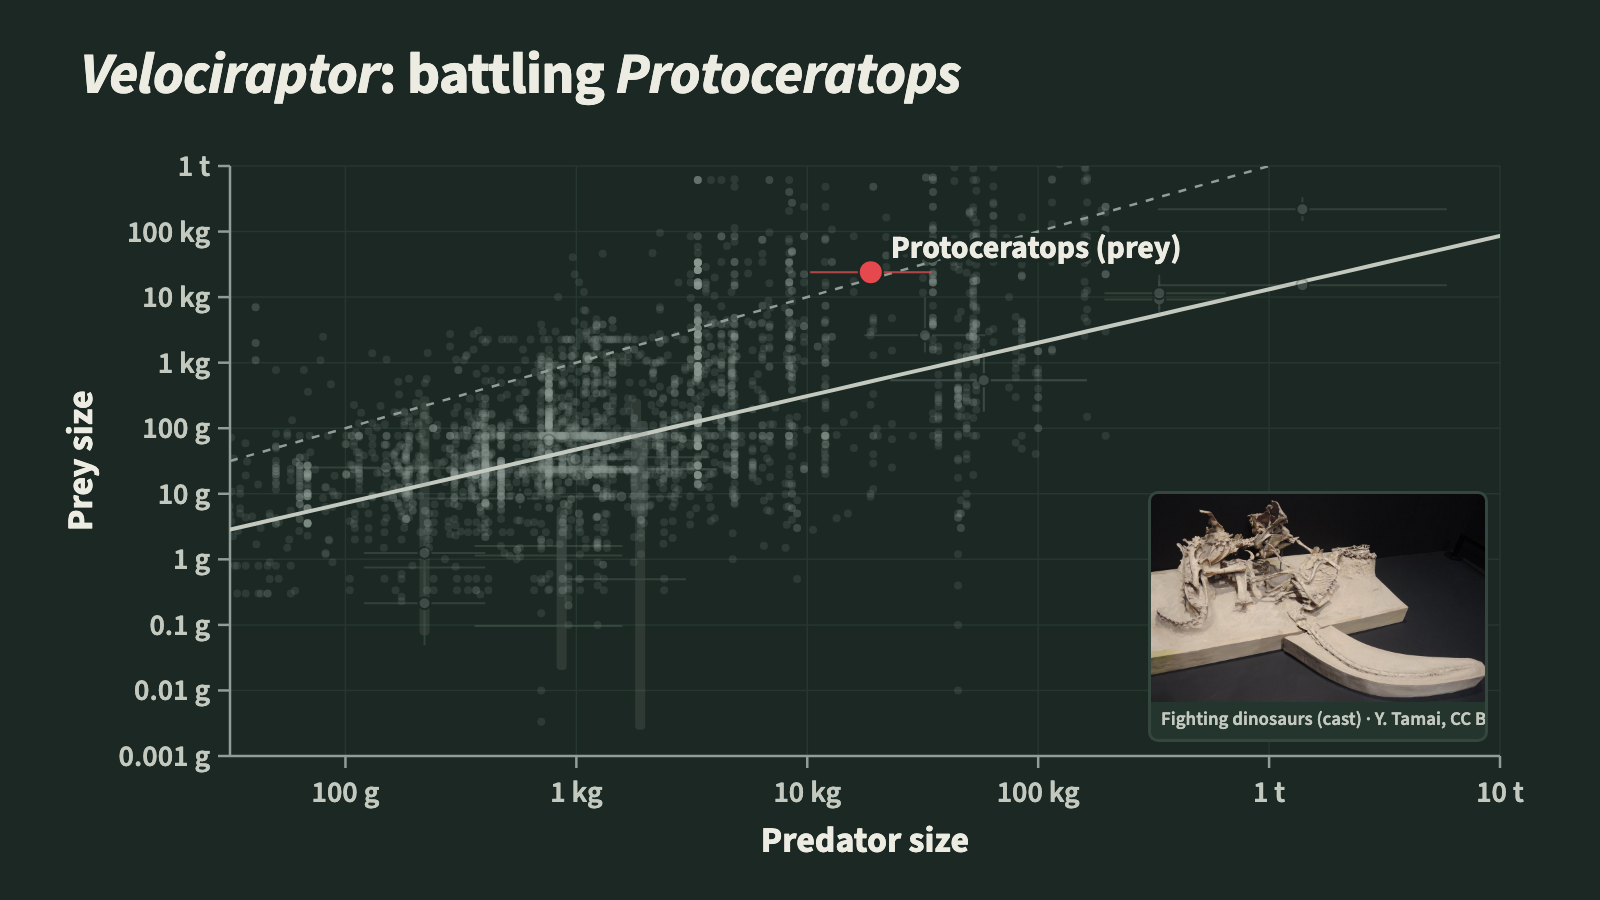 Velociraptor: battling Protoceratops
1 t
100 kg
10 kg
1 kg
100 g
10 g
1 g
0.1 g
0.01 g
0.001 g
Prey size
Protoceratops (prey)
Fighting dinosaurs (cast) · Y. Tamai, CC B
100 g
1 kg
10 kg
100 kg
1 t
10 t
Predator size